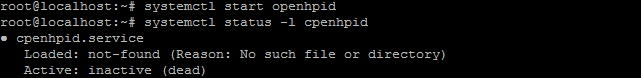 root@localhost:~# systemctl start openhpid
root@localhost:~# systemctl status -l cpenhpid
● cpenhpid.service
Loaded: not-found (Reason: No such file or directory)
Active: inactive (dead)